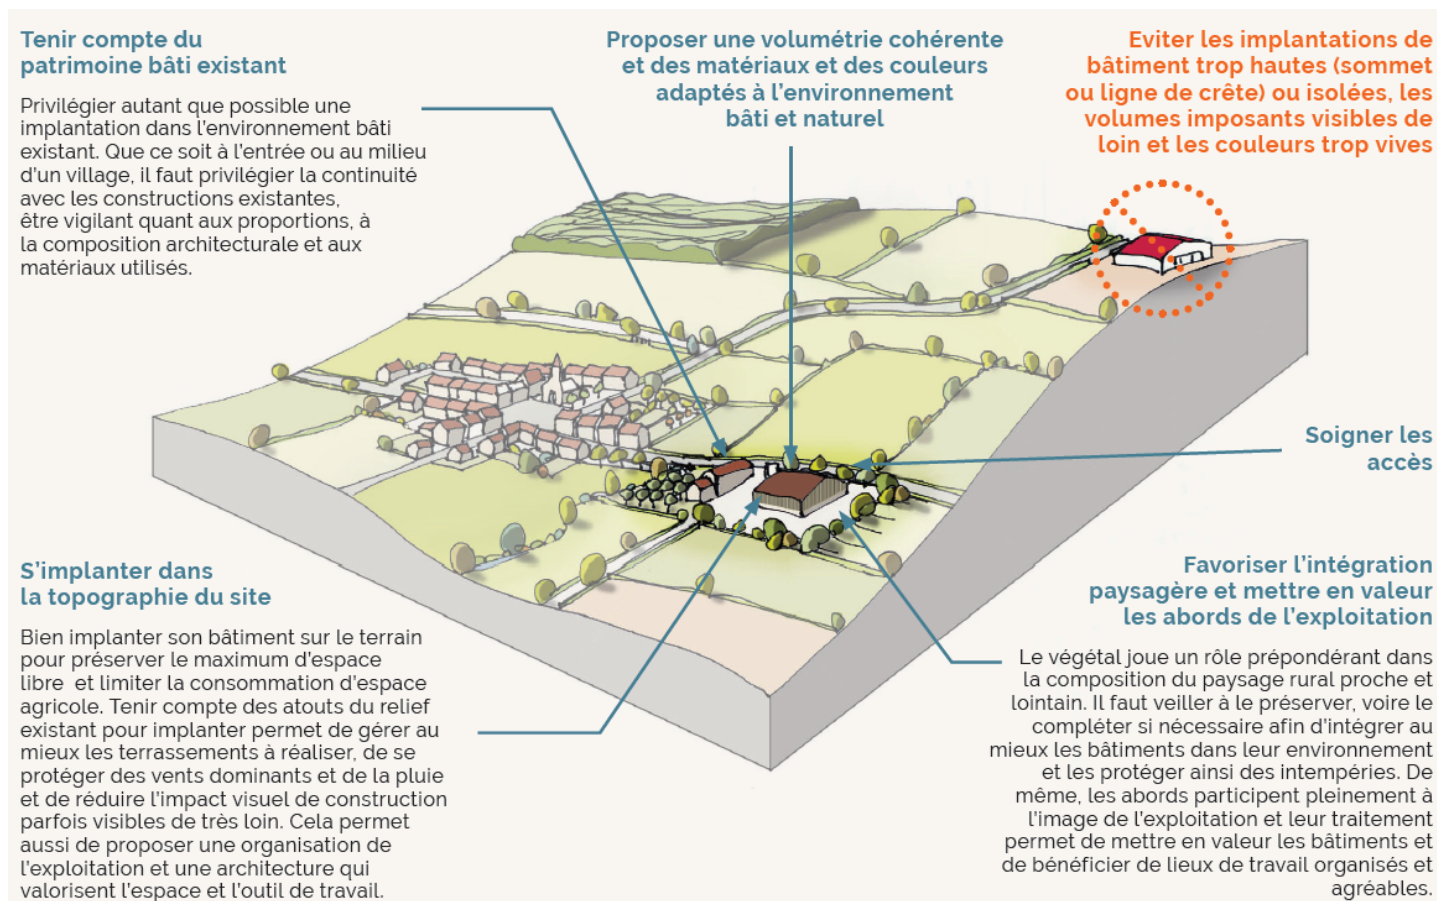 Tenir compte du
patrimoine bâti existant
Privilégier autant que possible une
implantation dans l'environnement bâti
existant. Que ce soit à l'entrée ou au milieu
d'un village, il faut privilégier la continuité
avec les constructions existantes,
être vigilant quant aux proportions, à
la composition architecturale et aux
matériaux utilisés.
Proposer une volumétrie cohérente
et des matériaux et des couleurs
adaptés à l'environnement
bâti et naturel
Eviter les implantations de
bâtiment trop hautes (sommet
ou ligne de crête) ou isolées, les
volumes imposants visibles de
loin et les couleurs trop vives
Soigner les
accès
S'implanter dans
la topographie du site
Bien implanter son bâtiment sur le terrain
pour préserver le maximum d'espace
libre et limiter la consommation d'espace
agricole. Tenir compte des atouts du relief
existant pour implanter permet de gérer au
mieux les terrassements à réaliser, de se
protéger des vents dominants et de la pluie
et de réduire l'impact visuel de construction
parfois visibles de très loin. Cela permet
aussi de proposer une organisation de
l'exploitation et une architecture qui
valorisent l'espace et l'outil de travail.
Favoriser l'intégration
paysagère et mettre en valeur
les abords de l'exploitation
Le végétal joue un rôle prépondérant dans
la composition du paysage rural proche et
lointain. Il faut veiller à le préserver, voire le
compléter si nécessaire afin d'intégrer au
mieux les bâtiments dans leur environnement
et les protéger ainsi des intempéries. De
même, les abords participent pleinement à
l'image de l'exploitation et leur traitement
permet de mettre en valeur les bâtiments et
de bénéficier de lieux de travail organisés et
agréables.